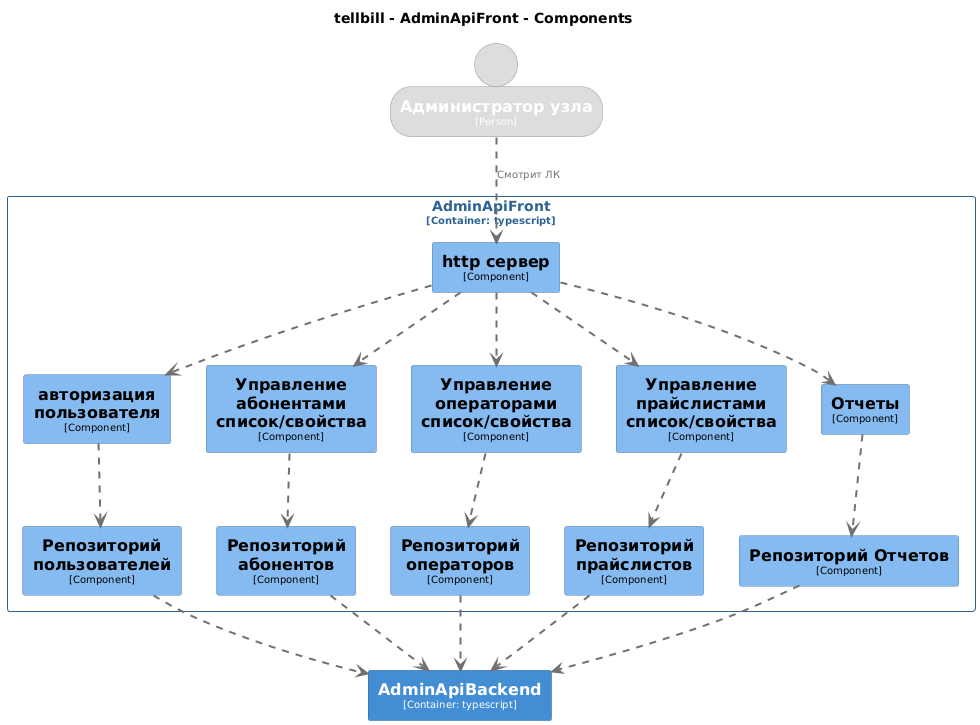 tellbill - AdminApiFront - Components
Администратор узла
[Person]
Смотрит ЛК
AdminApiFront
[Container: typescript]
http сервер
[Component]
авторизация
пользователя
[Component]
Управление
абонентами
список/свойства
[Component]
Управление
операторами
список/свойства
[Component]
Управление
прайслистами
список/свойства
[Component]
Отчеты
[Component]
Репозиторий
пользователей
[Component]
Репозиторий
абонентов
[Component]
Репозиторий
операторов
[Component]
Репозиторий
прайслистов
[Component]
Репозиторий Отчетов
[Component]
AdminApiBackend
[Container: typescript]